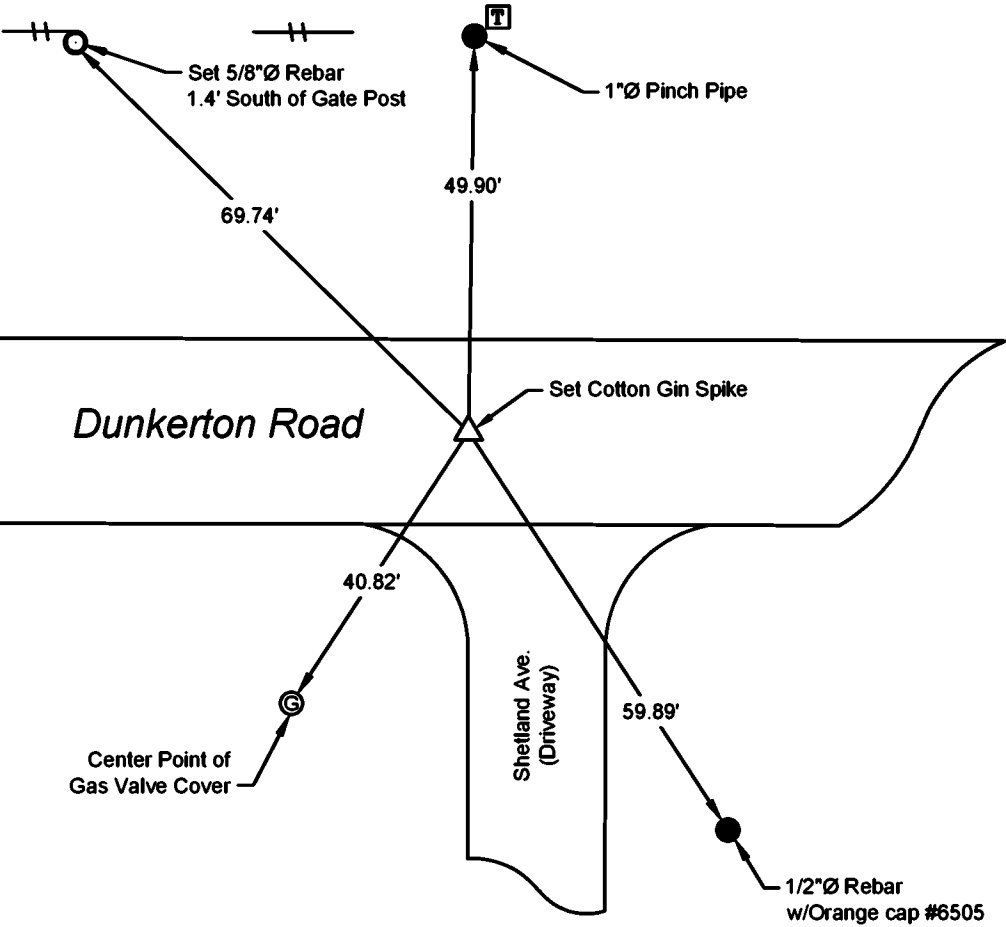 T
Set 5/8"Ø Rebar
1.4' South of Gate Post
1"Ø Pinch Pipe
49.90'
69.74'
Set Cotton Gin Spike
Dunkerton Road
40.82'
Shetland Ave.
(Driveway)
59.89'
G
Center Point of
Gas Valve Cover
1/2"Ø Rebar
w/Orange cap #6505